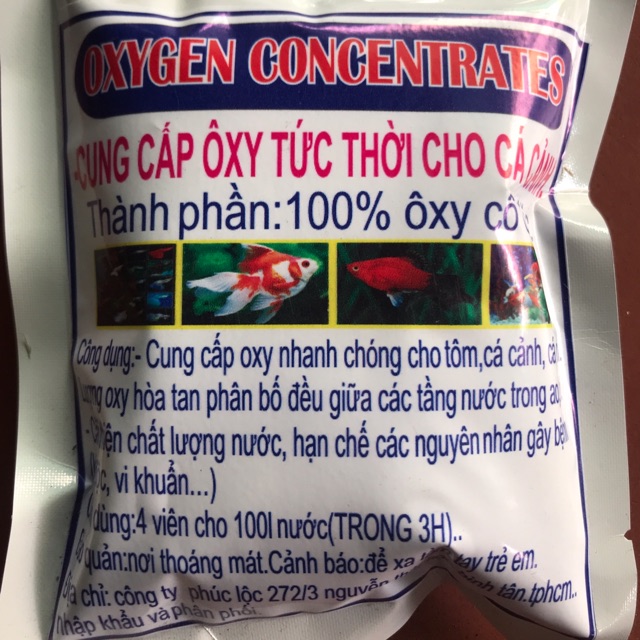 OXYGEN CONCENTRATES
-CUNG CẤP ÔXY TỨC THỜI CHO CÁ CẢNH
Thành phần:100% ôxy cô
Công dụng:- Cung cấp oxy nhanh chóng cho tôm,cá cảnh,
oxy hòa tan phân bố đều giữa các tầng nước trong ao
chất lượng nước, hạn chế các nguyên nhân gây bện
vi khuẩn...)
dùng:4 viên cho 100l nước(TRONG 3H)..
quản:nơi thoáng mát.Cảnh báo:để xa tay trẻ em.
chỉ: công ty phúc lộc 272/3 nguyễn tân.tphcm..
nhập khẩu và phân phối.